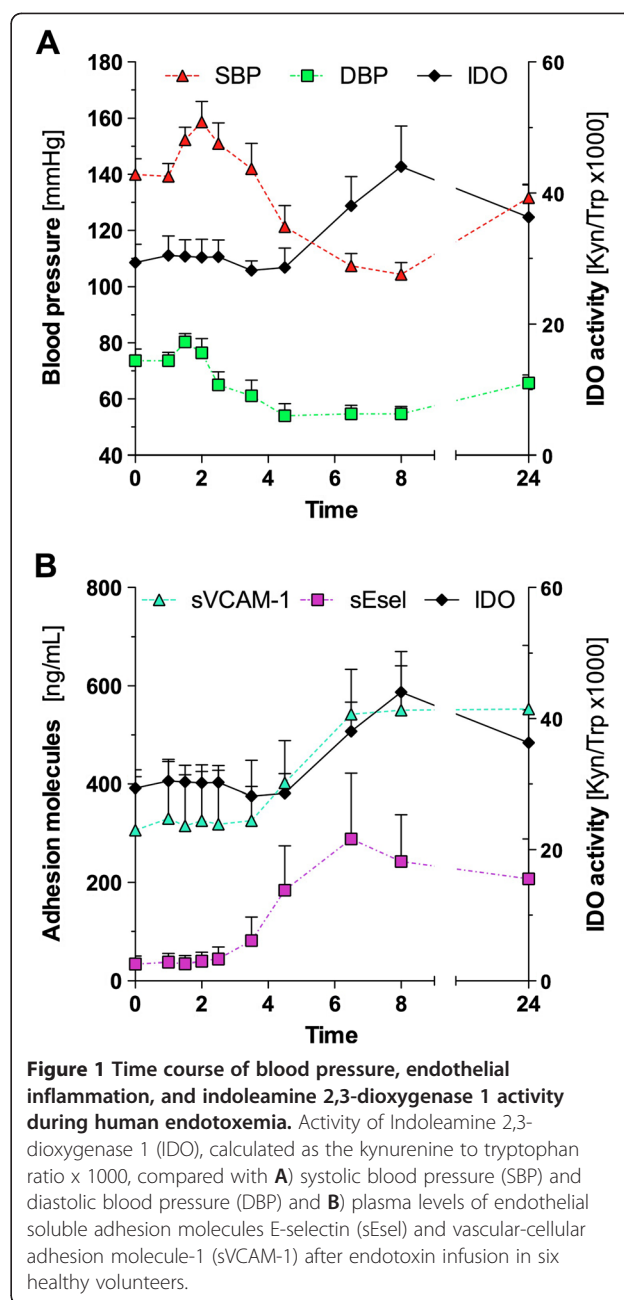 A
SBP DBP IDO
180
160
140
120
100
80
60
40
Blood pressure [mmHg]
60
40
20
0
IDO activity [Kyn/Trp x1000]
0 2 4 6 8 24
Time
B
sVCAM-1 sEsel IDO
800
600
400
200
0
Adhesion molecules [ng/mL]
60
40
20
0
IDO activity [Kyn/Trp x1000]
0 2 4 6 8 24
Time
Figure 1 Time course of blood pressure, endothelial
inflammation, and indoleamine 2,3-dioxygenase 1 activity
during human endotoxemia. Activity of Indoleamine 2,3-
dioxygenase 1 (IDO), calculated as the kynurenine to tryptophan
ratio x 1000, compared with A) systolic blood pressure (SBP) and
diastolic blood pressure (DBP) and B) plasma levels of endothelial
soluble adhesion molecules E-selectin (sEsel) and vascular-cellular
adhesion molecule-1 (sVCAM-1) after endotoxin infusion in six
healthy volunteers.